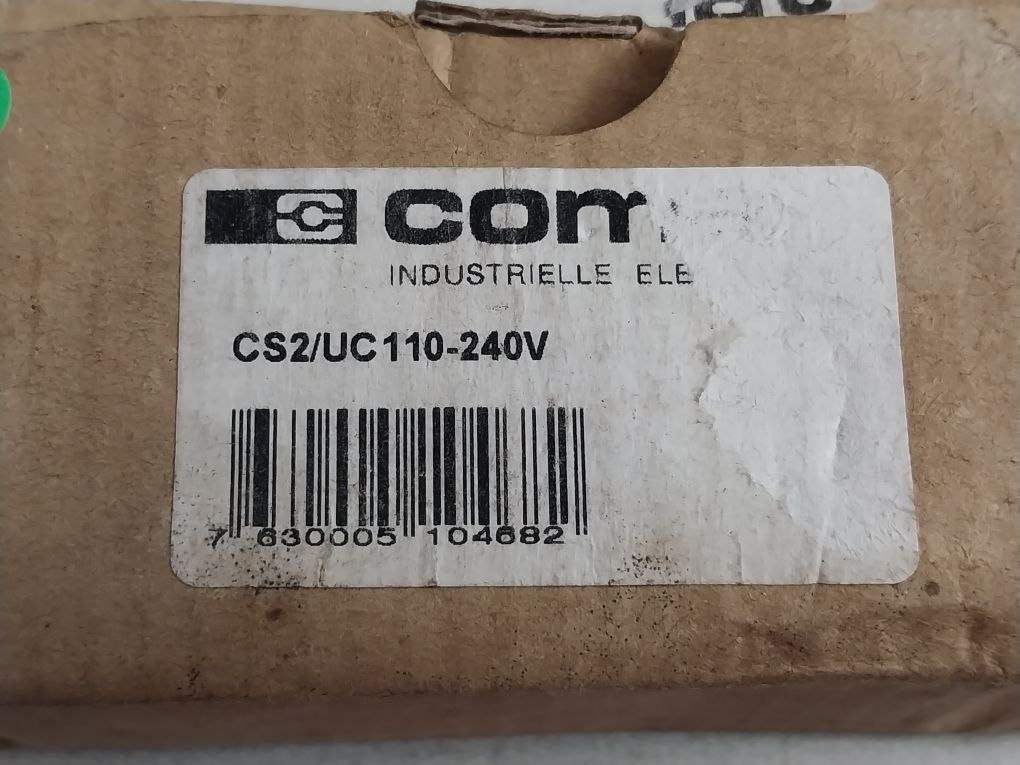 com
INDUSTRIELLE ELE
CS2/UC110-240V
7 630005 104682